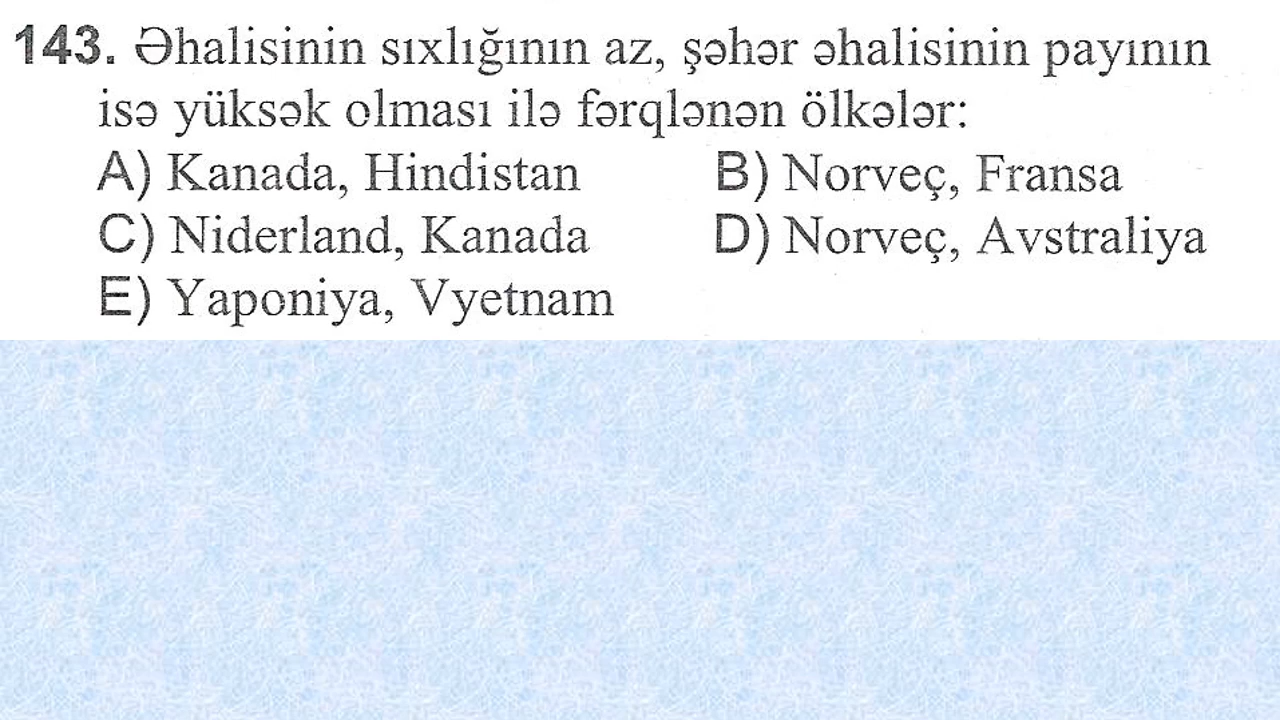 143. Əhalisinin sıxlığının az, şəhər əhalisinin payının
isə yüksək olması ilə fərqlənən ölkələr:
A) Kanada, Hindistan B) Norveç, Fransa
C) Niderland, Kanada D) Norveç, Avstraliya
E) Yaponiya, Vyetnam